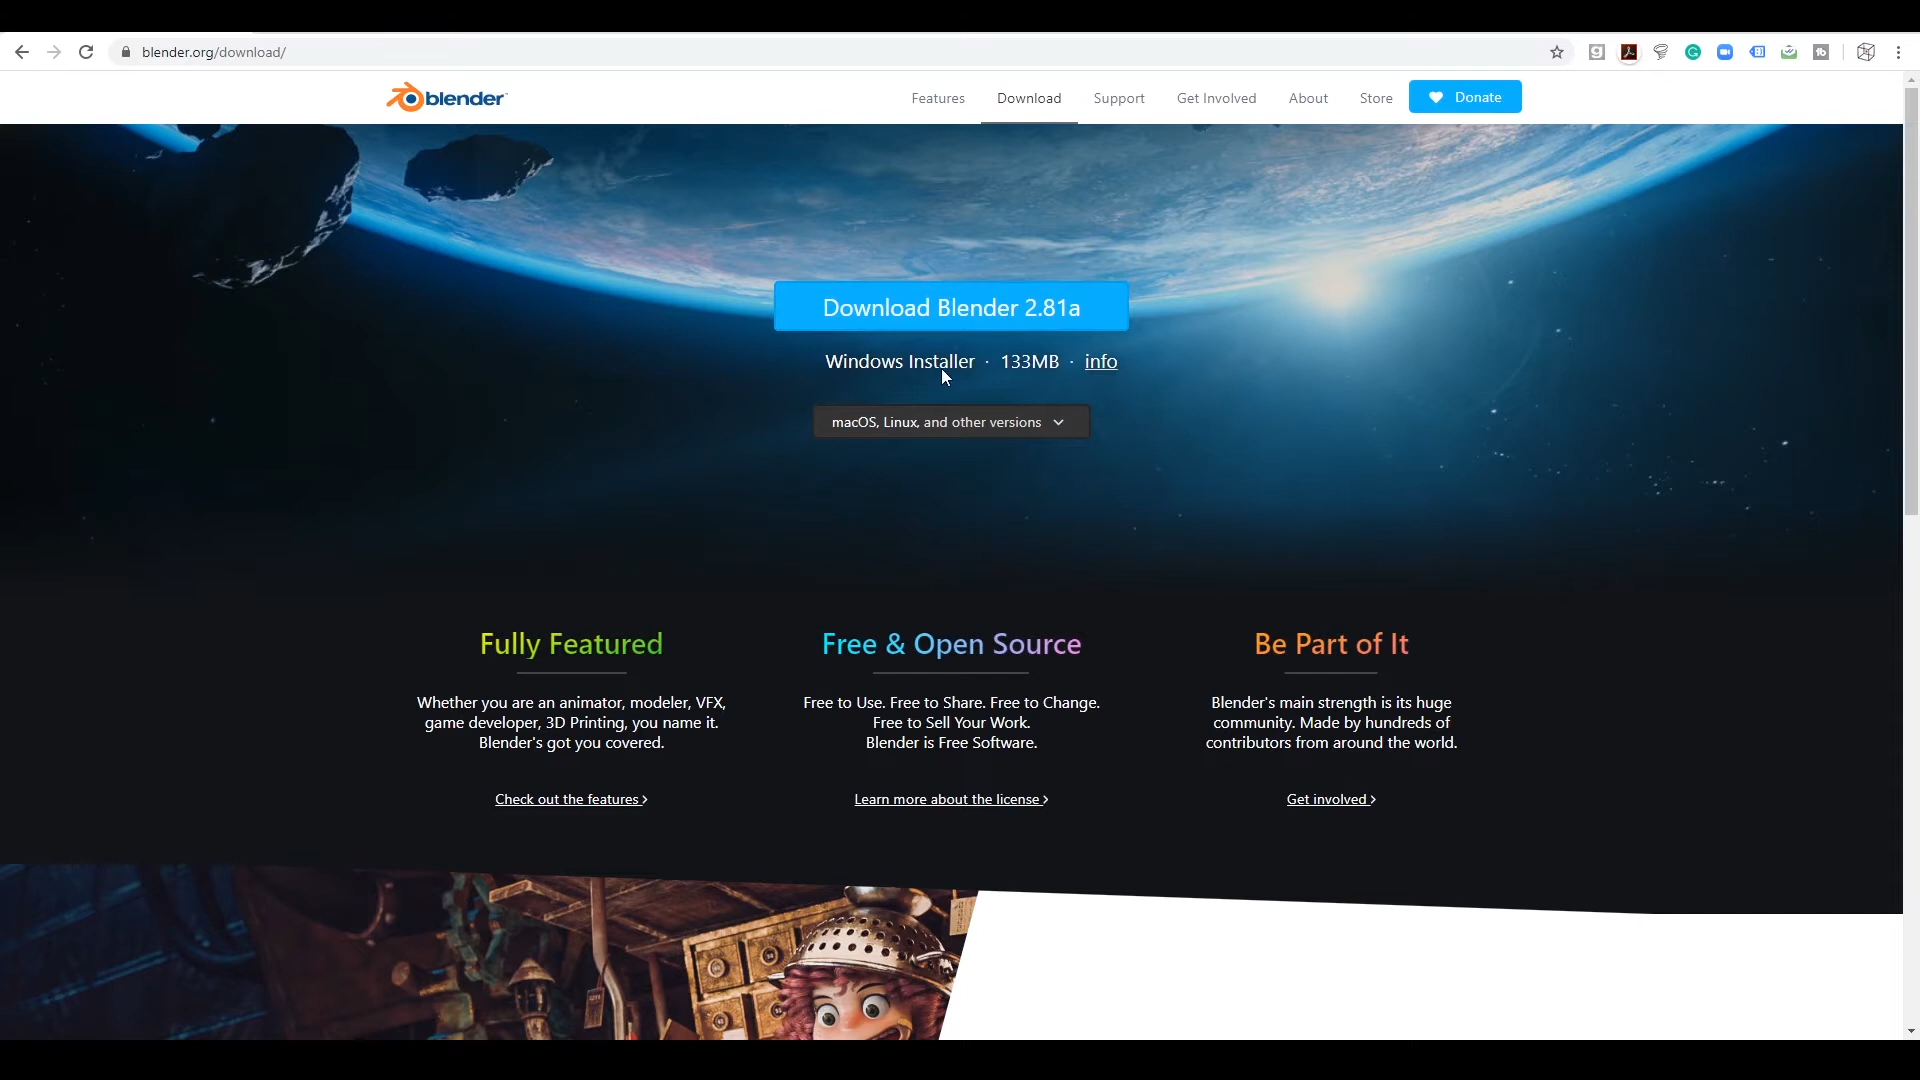 blender.org/download/
blender
Features Download Support Get Involved About Store Donate
Download Blender 2.81a
Windows Installer · 133MB · info
macOS, Linux, and other versions
Fully Featured
Whether you are an animator, modeler, VFX,
game developer, 3D Printing, you name it.
Blender's got you covered.
Check out the features ›
Free & Open Source
Free to Use. Free to Share. Free to Change.
Free to Sell Your Work.
Blender is Free Software.
Learn more about the license ›
Be Part of It
Blender's main strength is its huge
community. Made by hundreds of
contributors from around the world.
Get involved ›